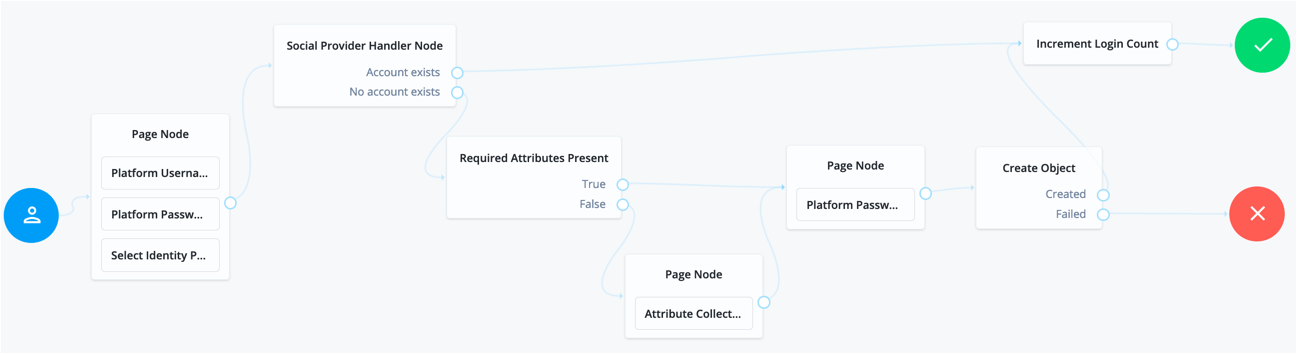 Page Node
Platform Userna...
Platform Passw...
Select Identity P...
Social Provider Handler Node
Account exists
No account exists
Required Attributes Present
True
False
Page Node
Attribute Collect...
Page Node
Platform Passw...
Create Object
Created
Failed
Increment Login Count